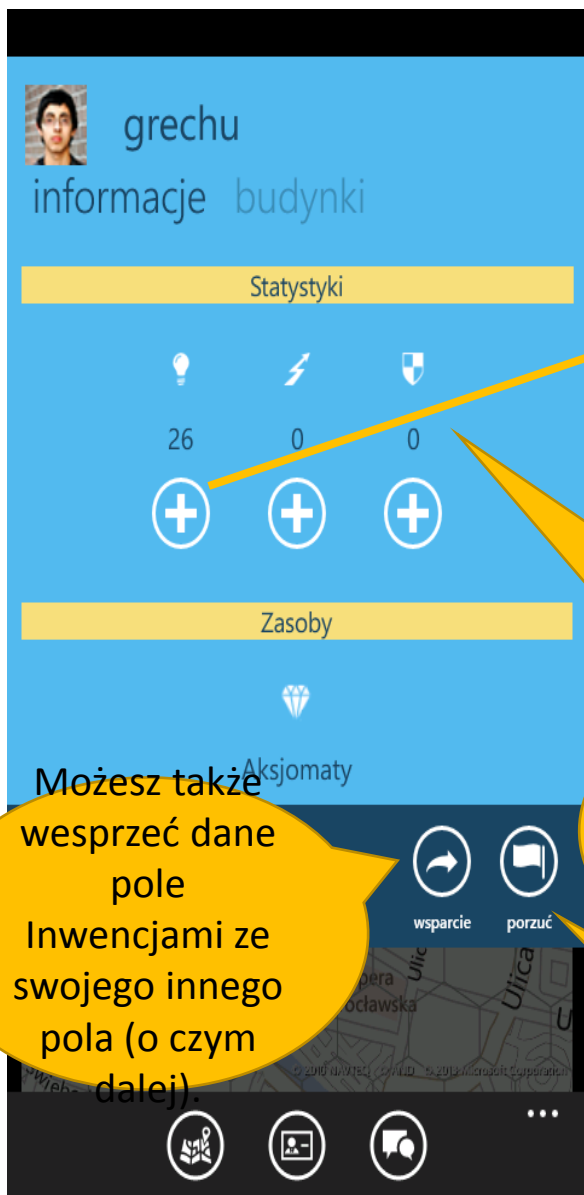 grechu
informacje budynki
Statystyki
26 0 0
Zasoby
Aksjomaty
Możesz także
wesprzeć dane
pole
Inwencjami ze
swojego innego
pola (o czym
dalej).
wsparcie porzuć
Ulica